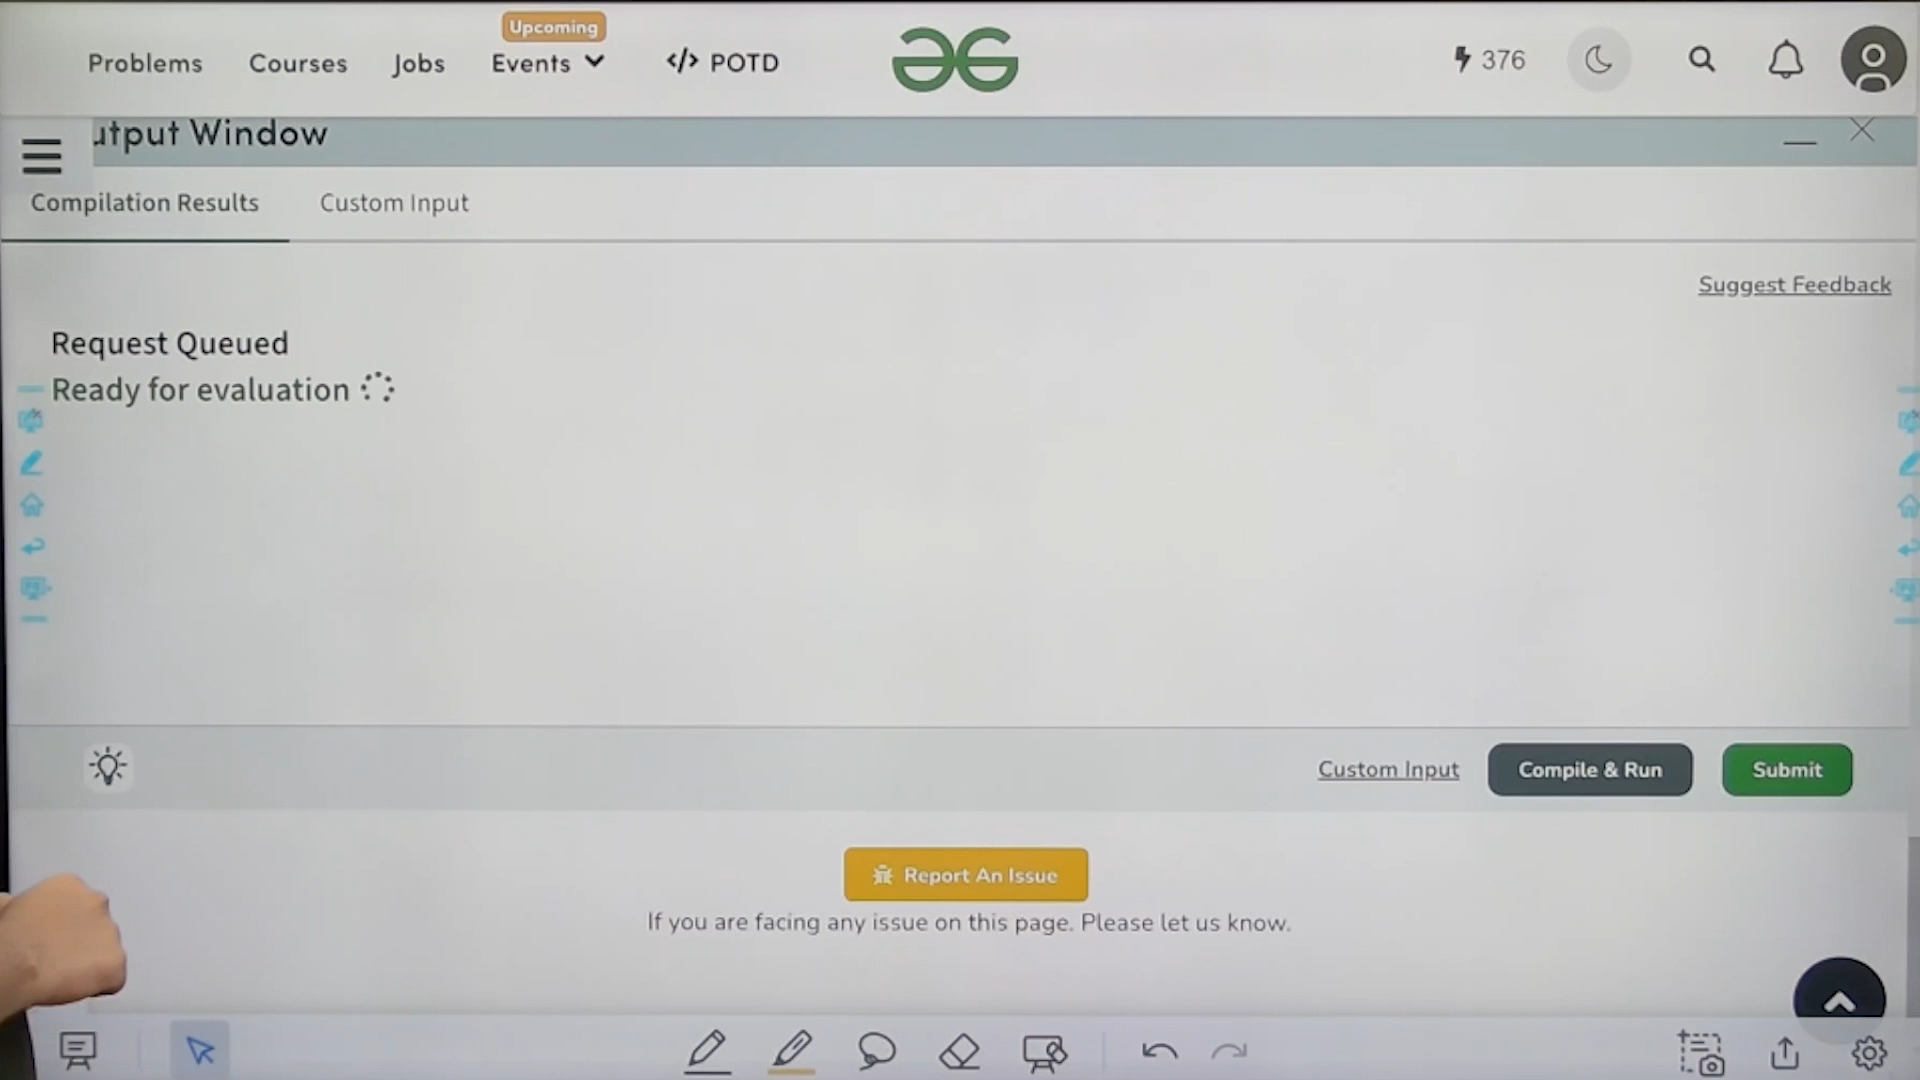 Upcoming
Problems Courses Jobs Events </> POTD 376
utput Window
Compilation Results Custom Input
Suggest Feedback
Request Queued
Ready for evaluation
Custom Input Compile & Run Submit
Report An Issue
If you are facing any issue on this page. Please let us know.